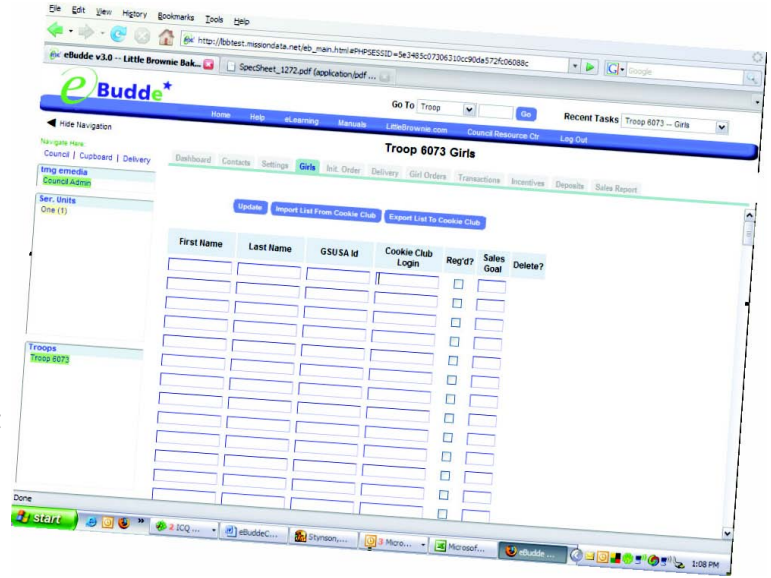 File Edit View History Bookmarks Tools Help
http://lbbtest.missiondata.net/eb_main.html#PHPSESSID=5e3485c07306310cc90da572fc06088c
Google
eBudde v3.0 -- Little Brownie Bak...
SpecSheet_1272.pdf (application/pdf ...
eBudde
Go To Troop Go Recent Tasks Troop 6073 -- Girls
Hide Navigation Home Help eLearning Manuals LittleBrownie.com Council Resource Ctr Log Out
Navigate Here
Council | Cupboard | Delivery
Troop 6073 Girls
Dashboard Contacts Settings Girls Init. Order Delivery Girl Orders Transactions Incentives Deposits Sales Report
Img emedia
Council Admin
Ser. Units
One (1)
Update Import List From Cookie Club Export List To Cookie Club
First Name Last Name GSUSA Id Cookie Club Login Reg'd? Sales Goal Delete?
Troops
Troop 6073
Done
start 2 ICQ ... eBuddeC... Stynson,... 3 Micro... Microsof... eBudde ... 1:08 PM